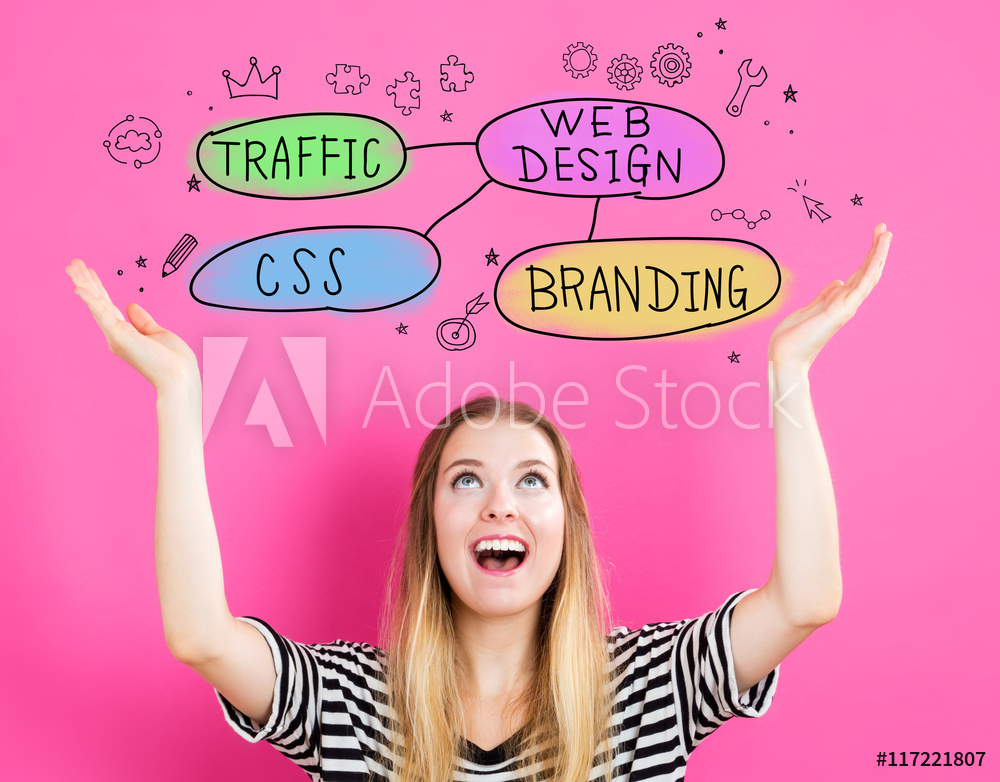 TRAFFIC
WEB
DESIGN
CSS
BRANDING
Adobe Stock
#117221807